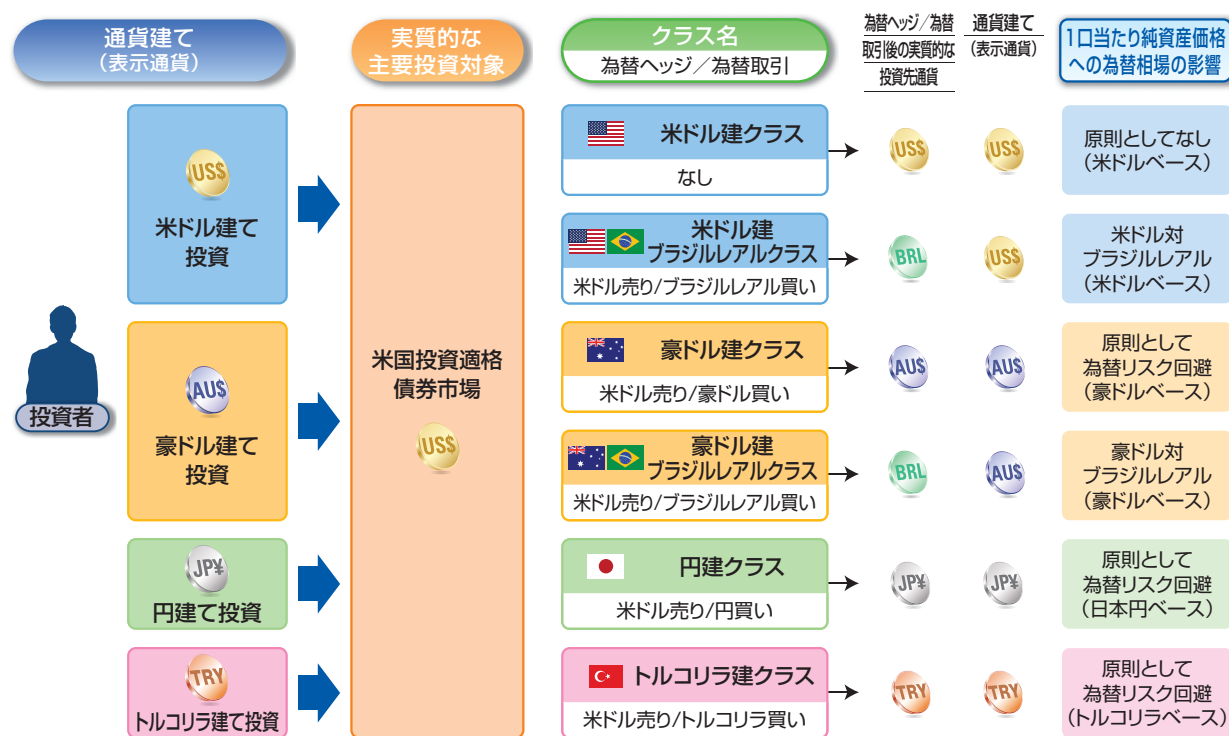 通貨建て
(表示通貨)
実質的な
主要投資対象
クラス名
為替ヘッジ/為替取引
為替ヘッジ/為替
取引後の実質的な
投資先通貨
通貨建て
(表示通貨)
1口当たり純資産価格
への為替相場の影響
投資者
US$
米ドル建て
投資
AU$
豪ドル建て
投資
JP¥
円建て投資
TRY
トルコリラ建て投資
米国投資適格
債券市場
US$
米ドル建クラス
なし
US$
US$
原則としてなし
(米ドルベース)
米ドル建
ブラジルレアルクラス
米ドル売り/ブラジルレアル買い
BRL
US$
米ドル対
ブラジルレアル
(米ドルベース)
豪ドル建クラス
米ドル売り/豪ドル買い
AU$
AU$
原則として
為替リスク回避
(豪ドルベース)
豪ドル建
ブラジルレアルクラス
米ドル売り/ブラジルレアル買い
BRL
AU$
豪ドル対
ブラジルレアル
(豪ドルベース)
円建クラス
米ドル売り/円買い
JP¥
JP¥
原則として
為替リスク回避
(日本円ベース)
トルコリラ建クラス
米ドル売り/トルコリラ買い
TRY
TRY
原則として
為替リスク回避
(トルコリラベース)